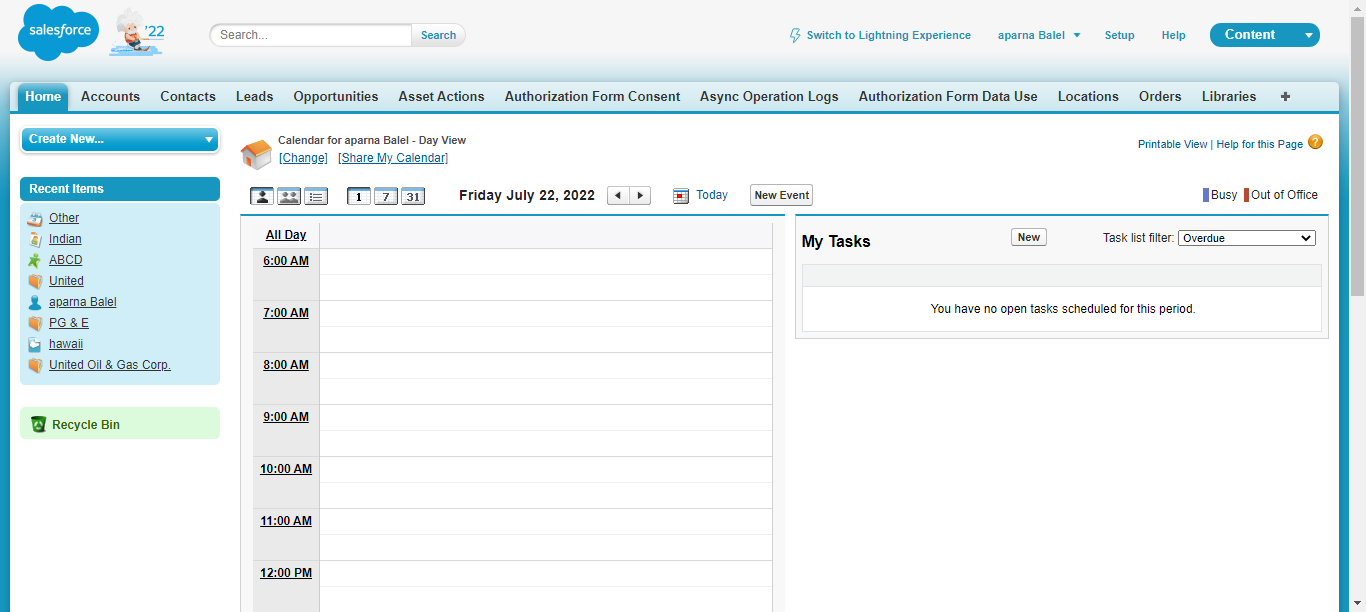 salesforce
'22
Search...
Search
Switch to Lightning Experience
aparna Balel
Setup
Help
Content
Home Accounts Contacts Leads Opportunities Asset Actions Authorization Form Consent Async Operation Logs Authorization Form Data Use Locations Orders Libraries +
Create New...
Recent Items
Other
Indian
ABCD
United
aparna Balel
PG & E
hawaii
United Oil & Gas Corp.
Recycle Bin
Calendar for aparna Balel - Day View
[Change] [Share My Calendar]
Printable View | Help for this Page ?
1 7 31
Friday July 22, 2022
Today
New Event
Busy Out of Office
All Day
6:00 AM
7:00 AM
8:00 AM
9:00 AM
10:00 AM
11:00 AM
12:00 PM
My Tasks
New
Task list filter: Overdue
You have no open tasks scheduled for this period.